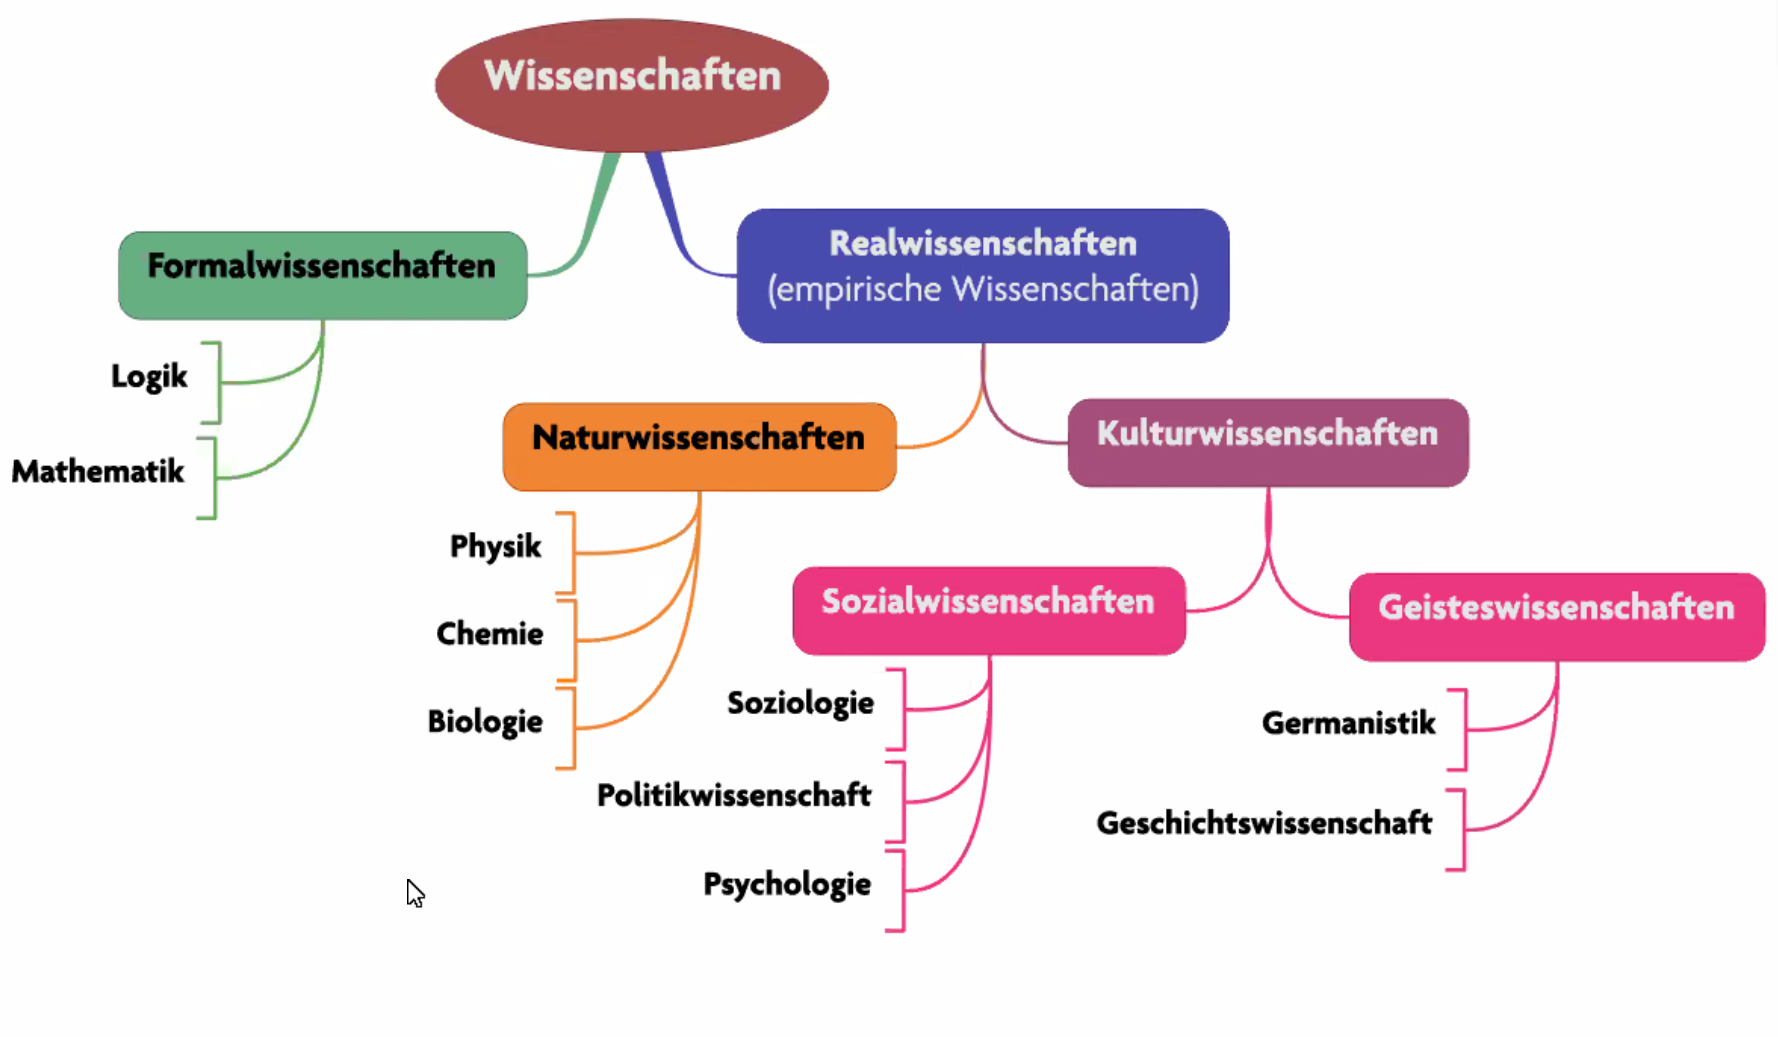 Wissenschaften
Formalwissenschaften
Logik
Mathematik
Realwissenschaften
(empirische Wissenschaften)
Naturwissenschaften
Physik
Chemie
Biologie
Kulturwissenschaften
Sozialwissenschaften
Soziologie
Politikwissenschaft
Psychologie
Geisteswissenschaften
Germanistik
Geschichtswissenschaft